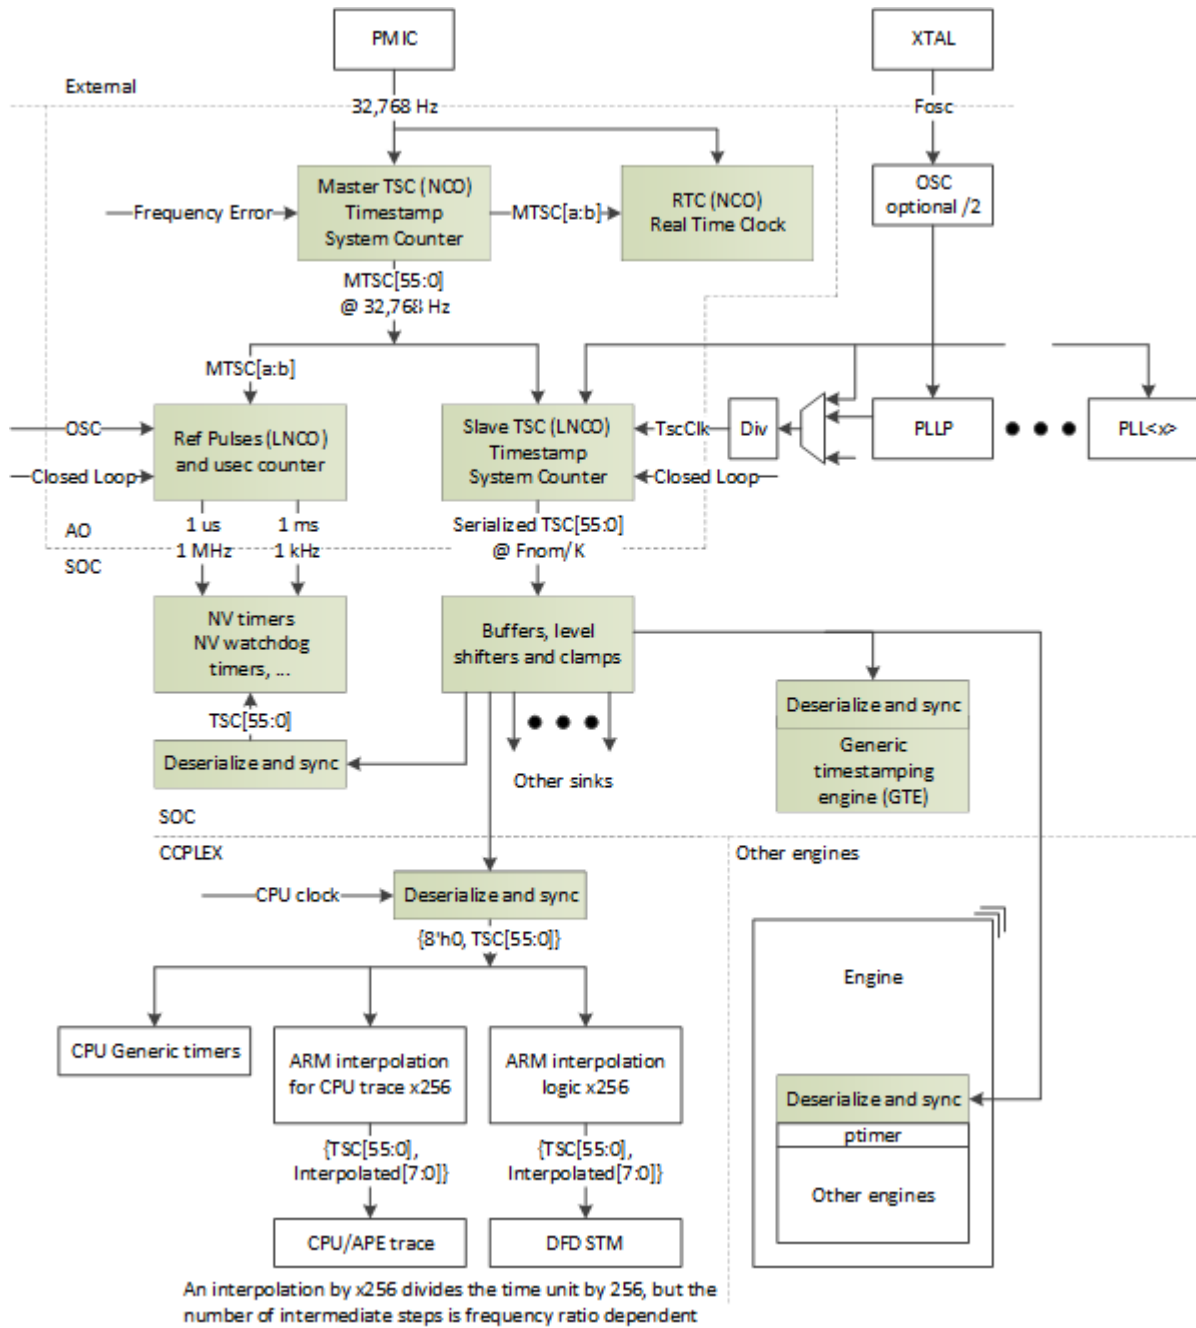 PMIC
XTAL
External
32,768 Hz
Fosc
Master TSC (NCO)
Timestamp
System Counter
RTC (NCO)
Real Time Clock
OSC
optional /2
Frequency Error
MTSC[a:b]
MTSC[55:0]
@ 32,768 Hz
MTSC[a:b]
OSC
Closed Loop
Ref Pulses (LNCO)
and usec counter
Slave TSC (LNCO)
Timestamp
System Counter
TscClk
Div
PLLP
PLL<x>
Closed Loop
AO
SOC
1 us
1 MHz
1 ms
1 kHz
Serialized TSC[55:0]
@ Fnom/K
NV timers
NV watchdog
timers, ...
Buffers, level
shifters and clamps
TSC[55:0]
Deserialize and sync
Other sinks
Deserialize and sync
Generic
timestamping
engine (GTE)
SOC
CCPLEX
Other engines
CPU clock
Deserialize and sync
{8'h0, TSC[55:0]}
Engine
CPU Generic timers
ARM interpolation
for CPU trace x256
ARM interpolation
logic x256
Deserialize and sync
ptimer
Other engines
{TSC[55:0],
Interpolated[7:0]}
{TSC[55:0],
Interpolated[7:0]}
CPU/APE trace
DFD STM
An interpolation by x256 divides the time unit by 256, but the
number of intermediate steps is frequency ratio dependent